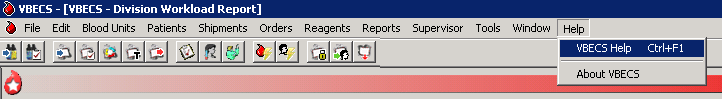 VBECS - [VBECS - Division Workload Report]
File Edit Blood Units Patients Shipments Orders Reagents Reports Supervisor Tools Window Help
VBECS Help Ctrl+F1
About VBECS